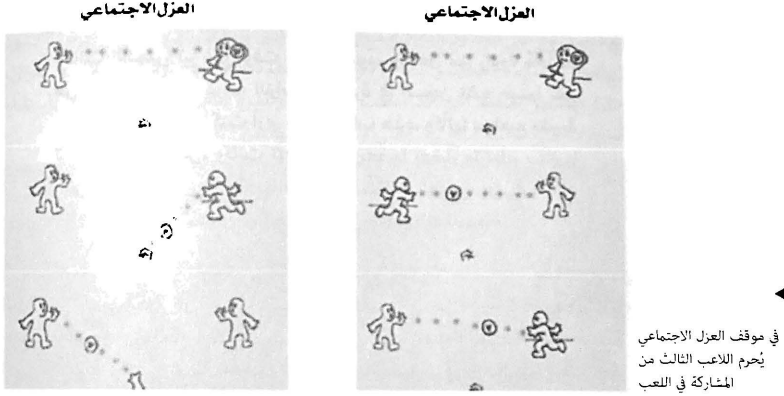 العزل الاجتماعي
العزل الاجتماعي
في موقف العزل الاجتماعي
يُحرم اللاعب الثالث من
المشاركة في اللعب